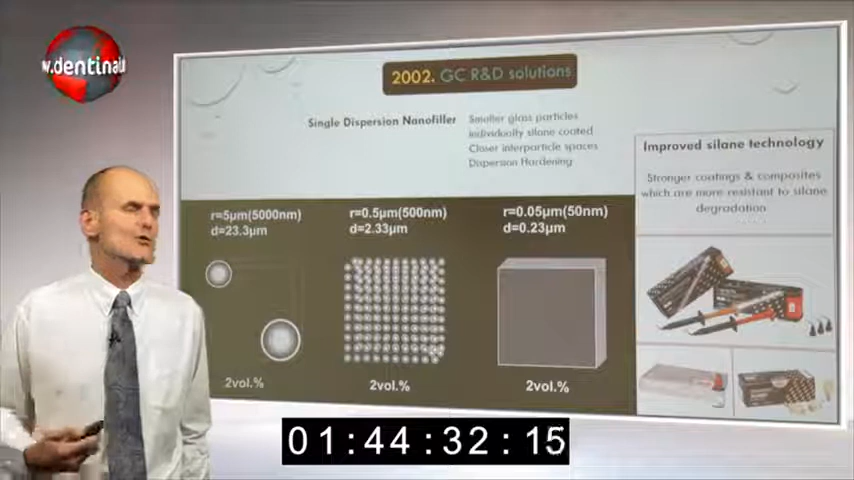 w.dentina
2002. GC R&D solutions
Single Dispersion Nanofiller
Smaller glass particles
individually silane coated
Closer interparticle spaces
Dispersion Hardening
Improved silane technology
Stronger coatings & composites
which are more resistant to silane
degradation
r=5µm(5000nm)
d=23.3µm
r=0.5µm(500nm)
d=2.33µm
r=0.05µm(50nm)
d=0.23µm
2vol.%
2vol.%
2vol.%
01:44:32:15